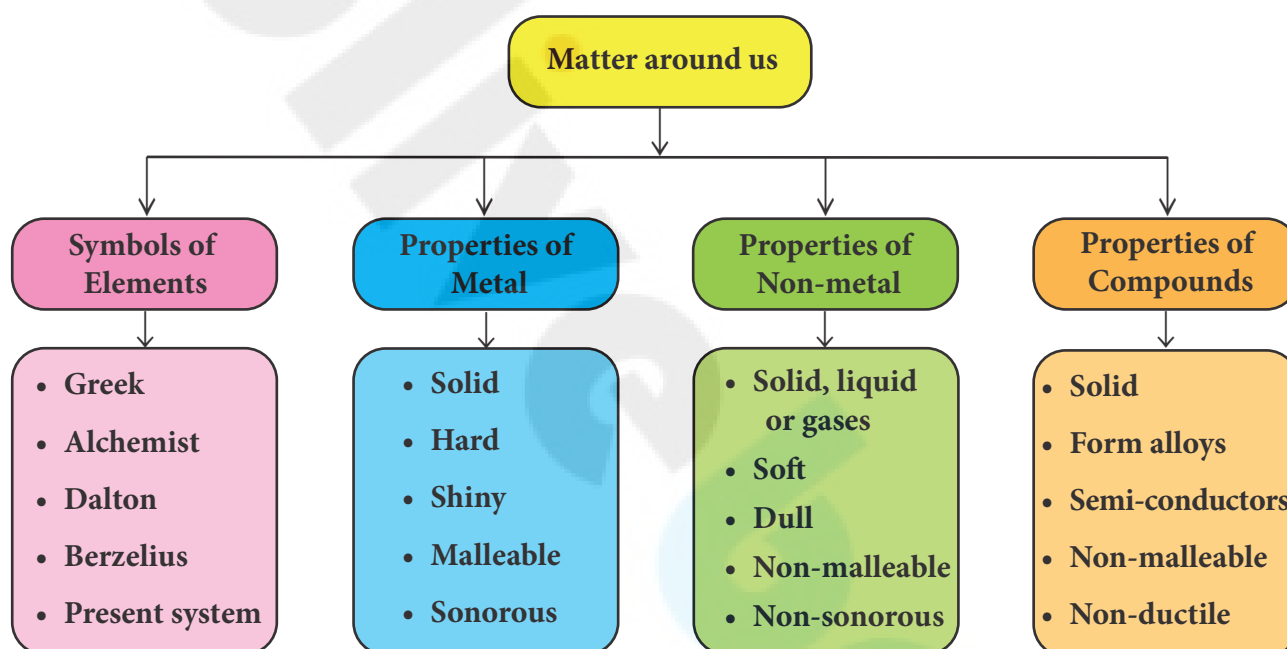 Matter around us
Symbols of
Elements
Properties of
Metal
Properties of
Non-metal
Properties of
Compounds
• Greek
• Alchemist
• Dalton
• Berzelius
• Present system
• Solid
• Hard
• Shiny
• Malleable
• Sonorous
• Solid, liquid
or gases
• Soft
• Dull
• Non-malleable
• Non-sonorous
• Solid
• Form alloys
• Semi-conductors
• Non-malleable
• Non-ductile